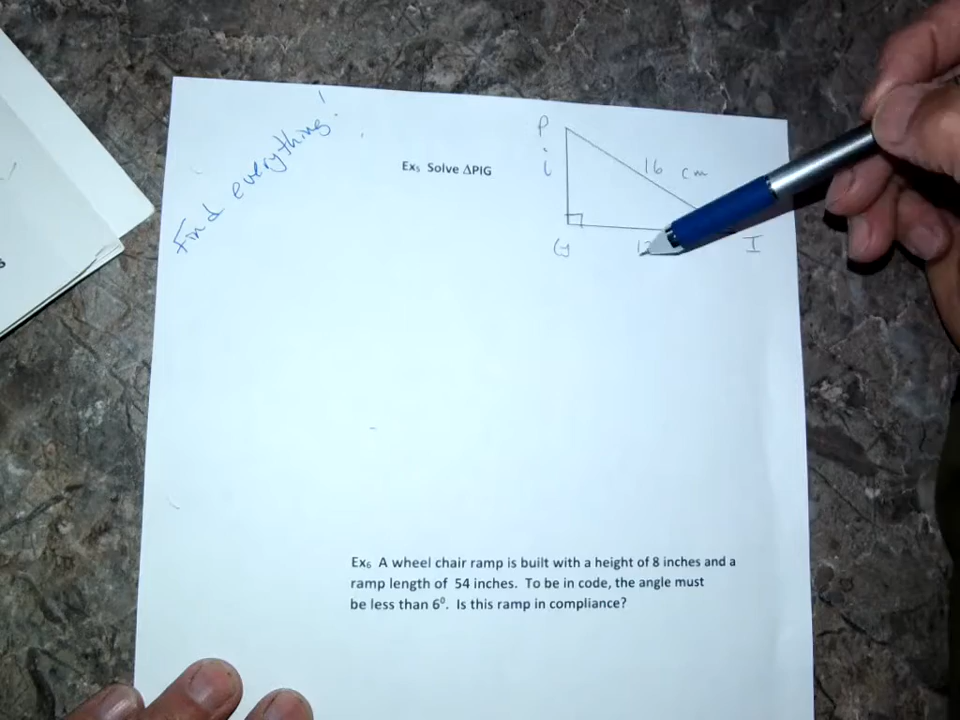 Find everything!
Ex₅ Solve ΔPIG
P
i
16 cm
G
I
Ex₆ A wheel chair ramp is built with a height of 8 inches and a
ramp length of 54 inches. To be in code, the angle must
be less than 6⁰. Is this ramp in compliance?